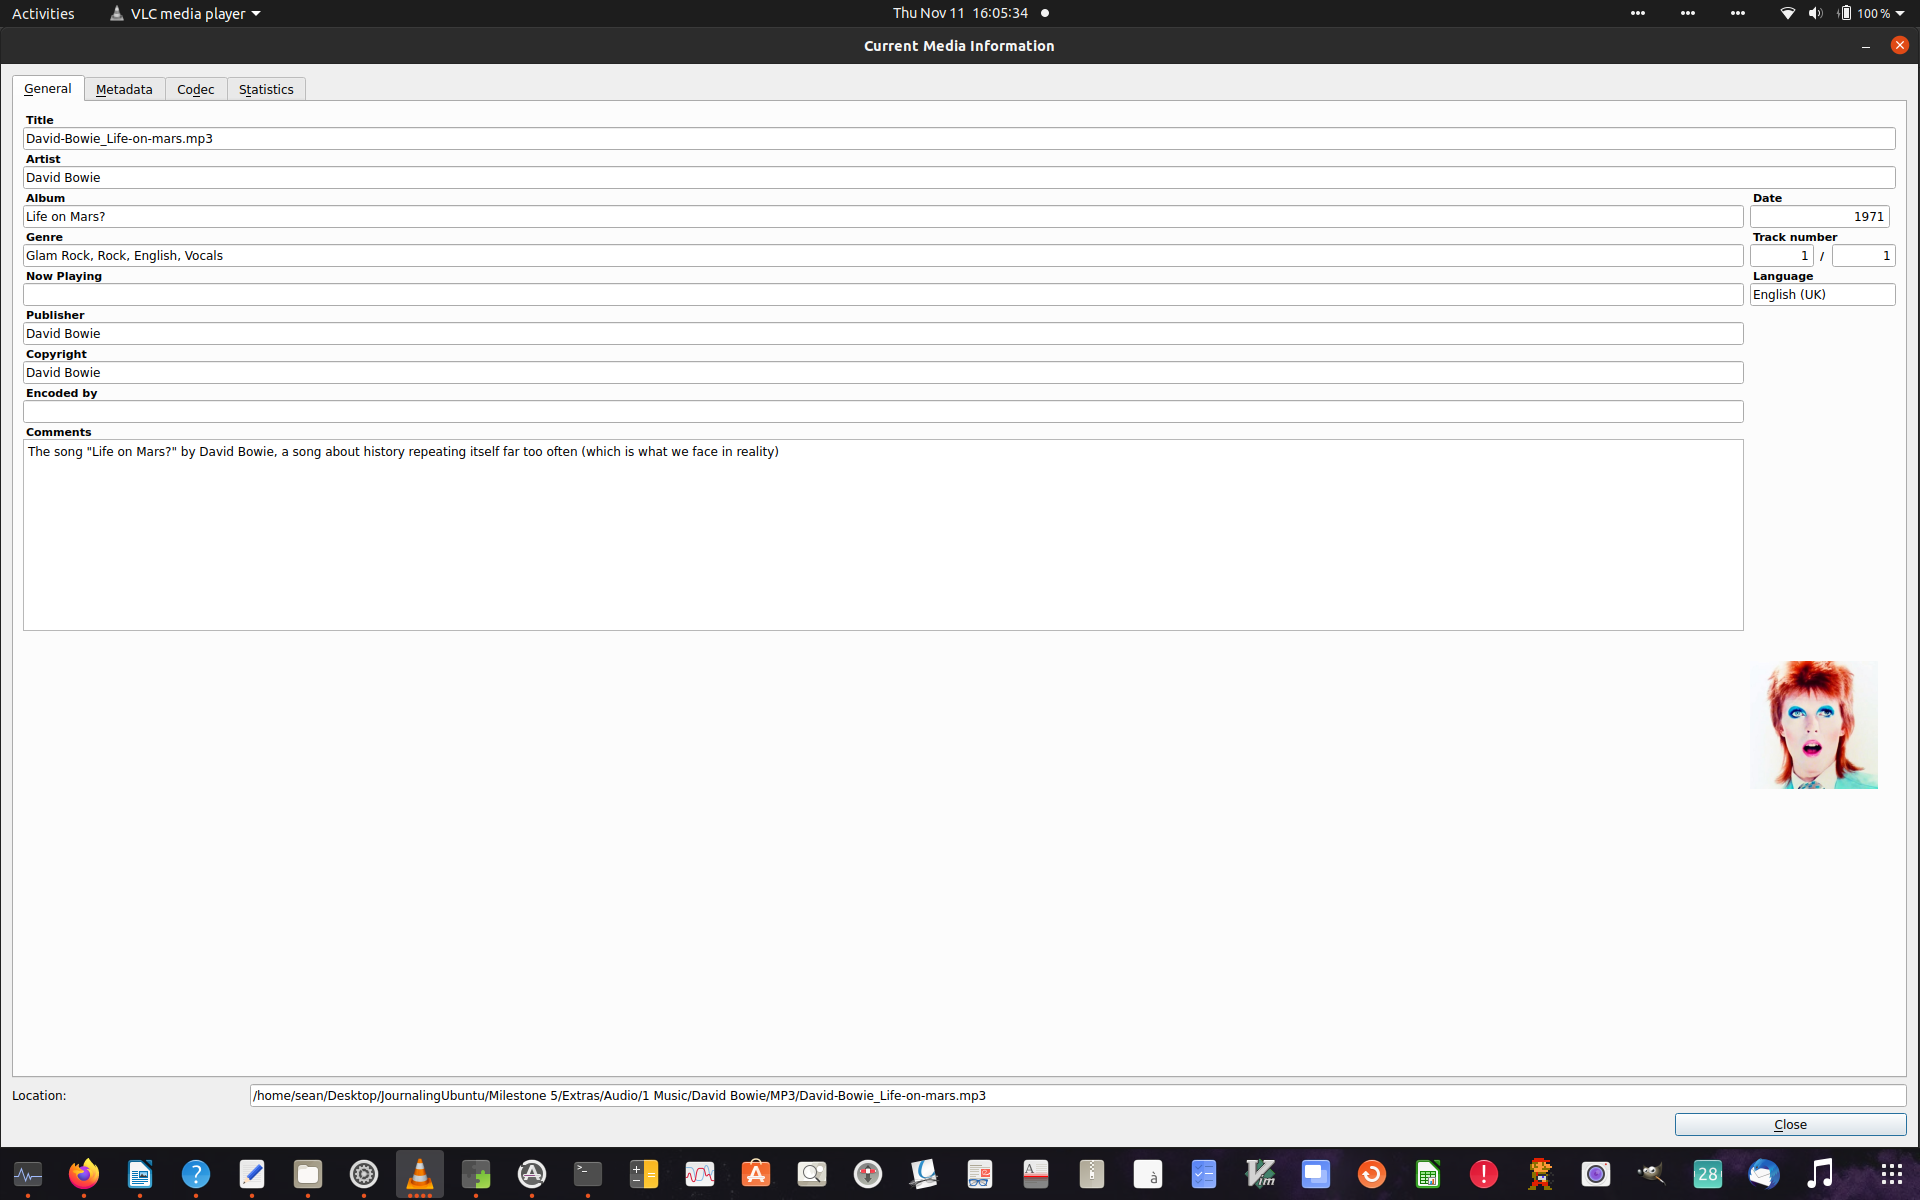 Activities VLC media player Thu Nov 11 16:05:34 100 %
Current Media Information
General Metadata Codec Statistics
Title
David-Bowie_Life-on-mars.mp3
Artist
David Bowie
Album Date
Life on Mars? 1971
Genre Track number
Glam Rock, Rock, English, Vocals 1 / 1
Now Playing Language
English (UK)
Publisher
David Bowie
Copyright
David Bowie
Encoded by
Comments
The song "Life on Mars?" by David Bowie, a song about history repeating itself far too often (which is what we face in reality)
Location: /home/sean/Desktop/JournalingUbuntu/Milestone 5/Extras/Audio/1 Music/David Bowie/MP3/David-Bowie_Life-on-mars.mp3
Close
28